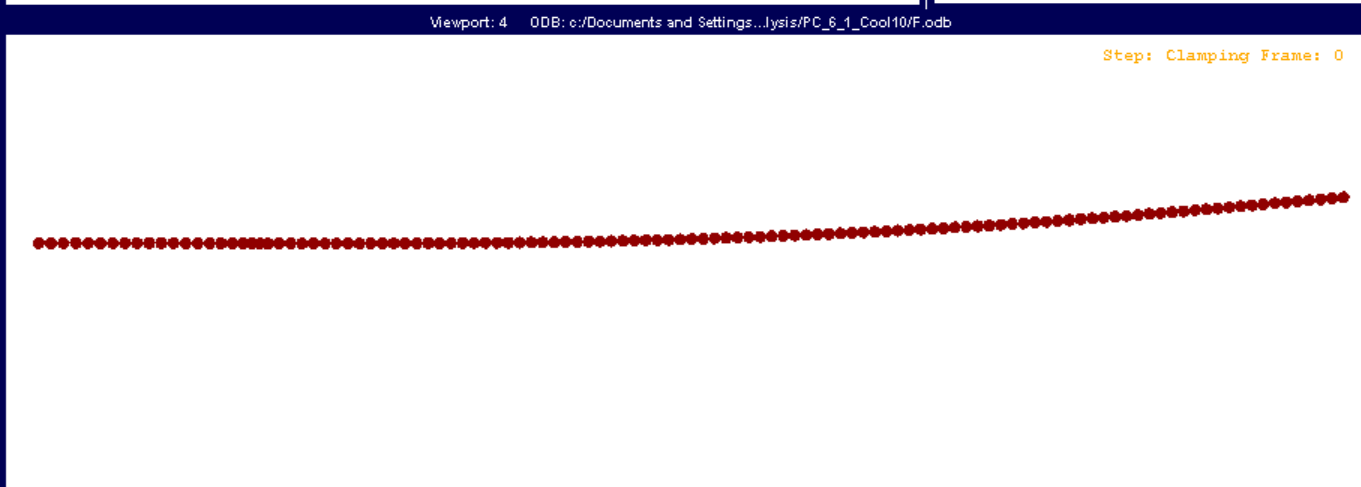 Viewport: 4 ODB: c:/Documents and Settings...lysis/PC_6_1_Cool10/F.odb
Step: Clamping Frame: 0